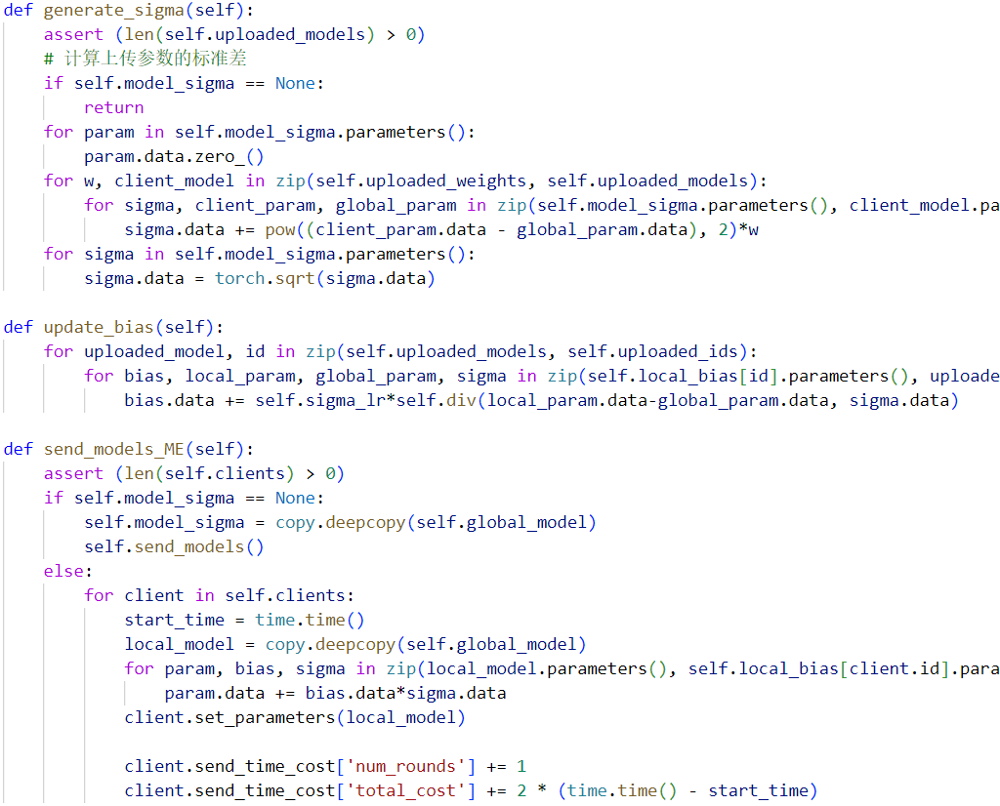 def generate_sigma(self):
    assert (len(self.uploaded_models) > 0)
    # 计算上传参数的标准差
    if self.model_sigma == None:
        return
    for param in self.model_sigma.parameters():
        param.data.zero_()
    for w, client_model in zip(self.uploaded_weights, self.uploaded_models):
        for sigma, client_param, global_param in zip(self.model_sigma.parameters(), client_model.pa
            sigma.data += pow((client_param.data - global_param.data), 2)*w
    for sigma in self.model_sigma.parameters():
        sigma.data = torch.sqrt(sigma.data)

def update_bias(self):
    for uploaded_model, id in zip(self.uploaded_models, self.uploaded_ids):
        for bias, local_param, global_param, sigma in zip(self.local_bias[id].parameters(), uploade
            bias.data += self.sigma_lr*self.div(local_param.data-global_param.data, sigma.data)

def send_models_ME(self):
    assert (len(self.clients) > 0)
    if self.model_sigma == None:
        self.model_sigma = copy.deepcopy(self.global_model)
        self.send_models()
    else:
        for client in self.clients:
            start_time = time.time()
            local_model = copy.deepcopy(self.global_model)
            for param, bias, sigma in zip(local_model.parameters(), self.local_bias[client.id].para
                param.data += bias.data*sigma.data
            client.set_parameters(local_model)

            client.send_time_cost['num_rounds'] += 1
            client.send_time_cost['total_cost'] += 2 * (time.time() - start_time)